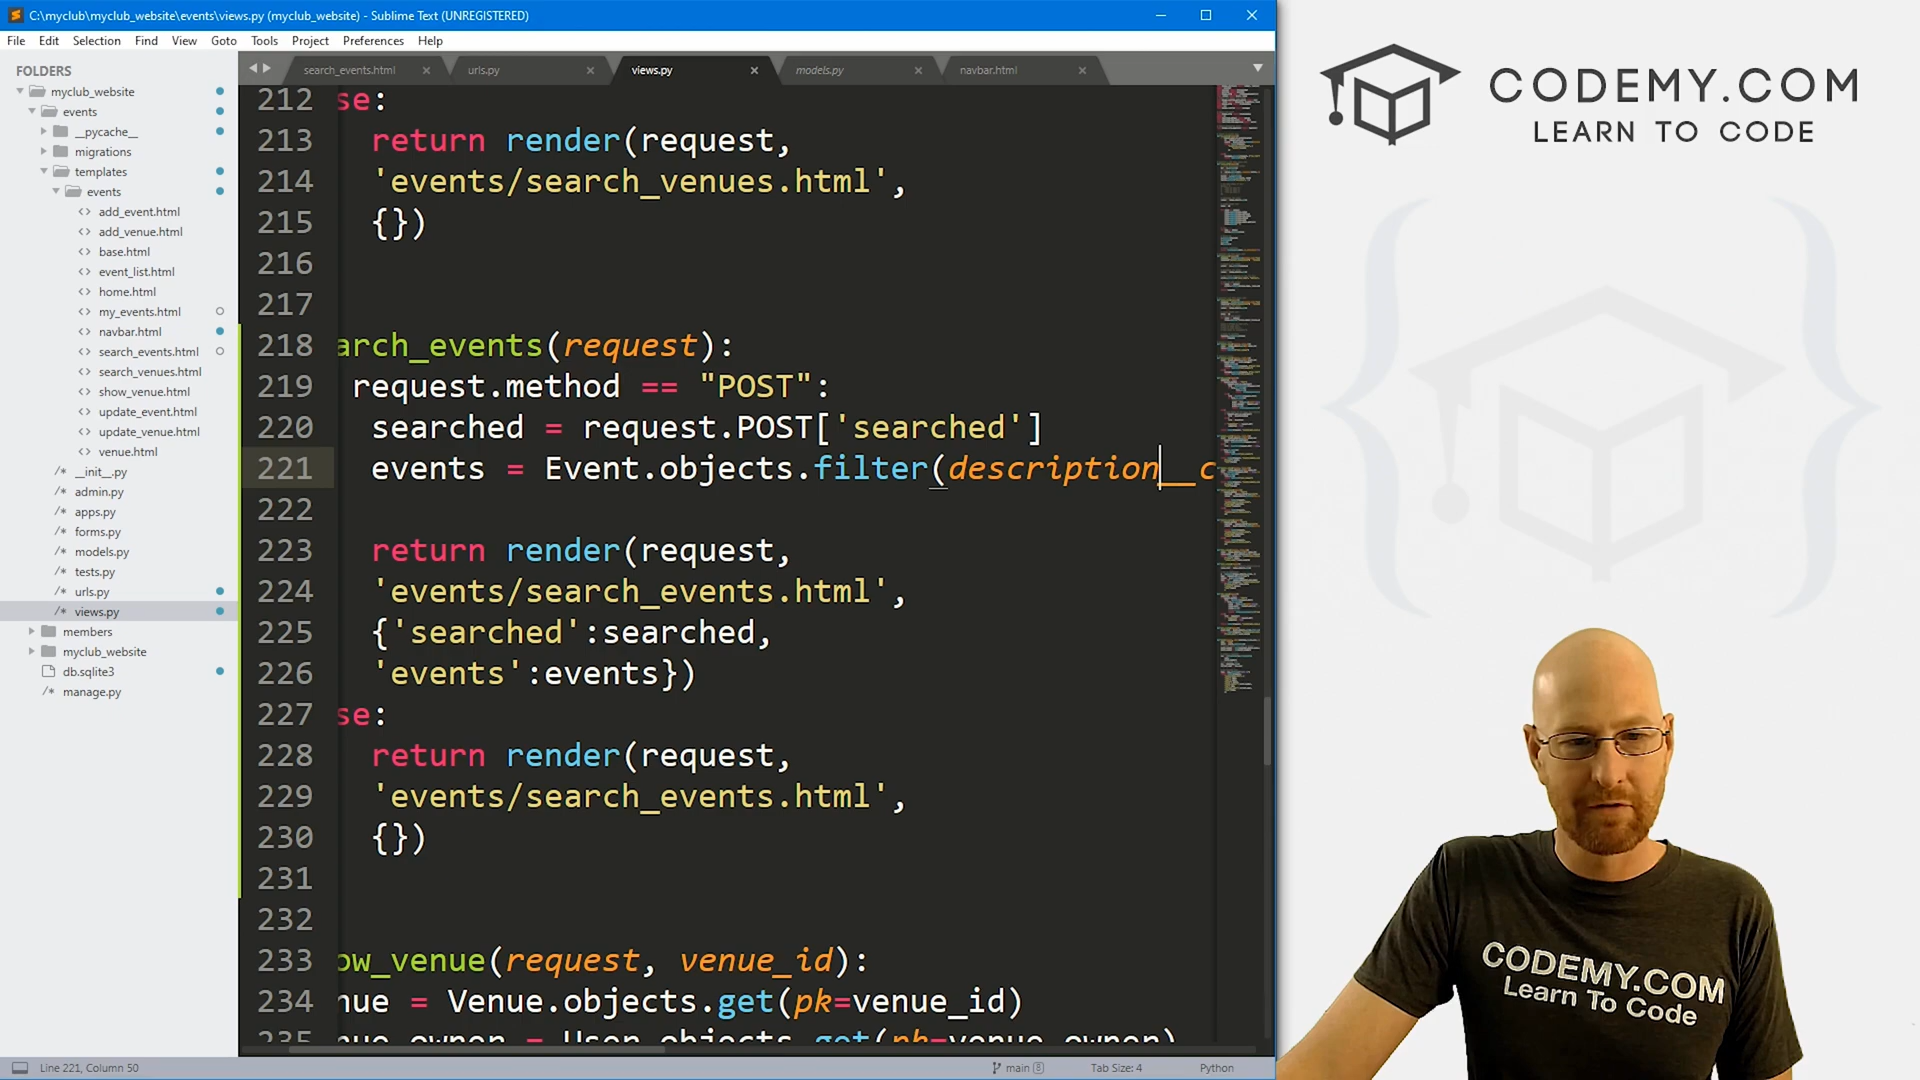 C:\myclub\myclub_website\events\views.py (myclub_website) - Sublime Text (UNREGISTERED)
File Edit Selection Find View Goto Tools Project Preferences Help
FOLDERS
myclub_website
events
__pycache__
migrations
templates
events
add_event.html
add_venue.html
base.html
event_list.html
home.html
my_events.html
navbar.html
search_events.html
search_venues.html
show_venue.html
update_event.html
update_venue.html
venue.html
__init__.py
admin.py
apps.py
forms.py
models.py
tests.py
urls.py
views.py
members
myclub_website
db.sqlite3
manage.py
search_events.html urls.py views.py models.py navbar.html
212 se:
213 return render(request,
214 'events/search_venues.html',
215 {})
216
217
218 arch_events(request):
219 request.method == "POST":
220 searched = request.POST['searched']
221 events = Event.objects.filter(description__c
222
223 return render(request,
224 'events/search_events.html',
225 {'searched':searched,
226 'events':events})
227 se:
228 return render(request,
229 'events/search_events.html',
230 {})
231
232
233 ow_venue(request, venue_id):
234 nue = Venue.objects.get(pk=venue_id)
235 nue_owner = User.objects.get(pk=venue.owner)
Line 221, Column 50
main 8
Tab Size: 4
Python
CODEMY.COM
LEARN TO CODE
CODEMY.COM
Learn To Code